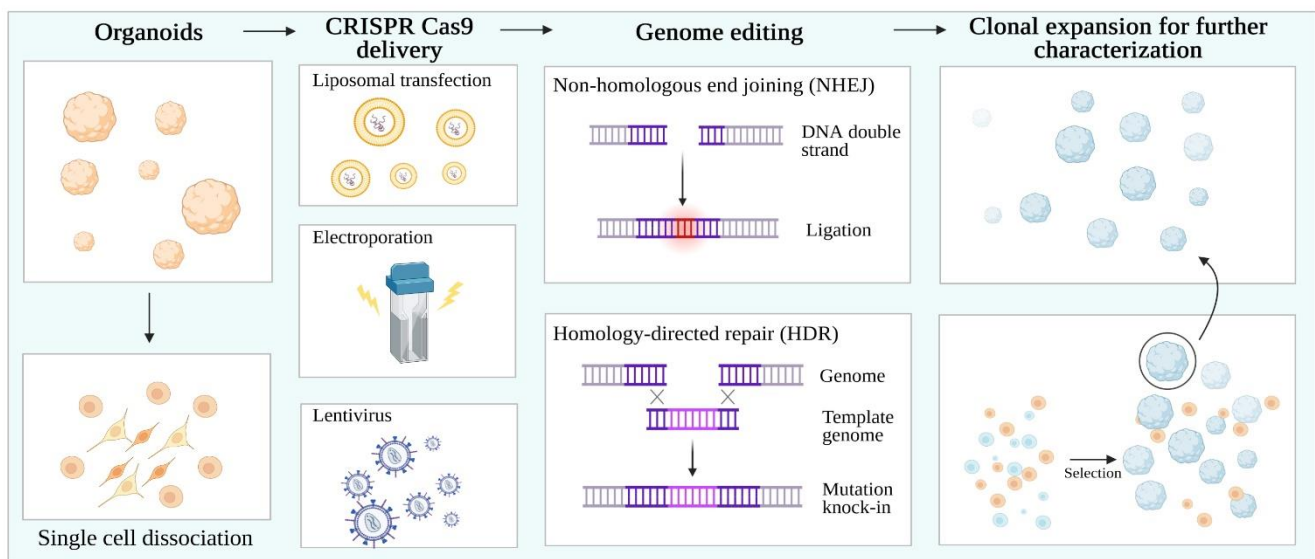 Organoids
Single cell dissociation
CRISPR Cas9
delivery
Liposomal transfection
Electroporation
Lentivirus
Genome editing
Non-homologous end joining (NHEJ)
DNA double
strand
Ligation
Homology-directed repair (HDR)
Genome
Template
genome
Mutation
knock-in
Clonal expansion for further
characterization
Selection